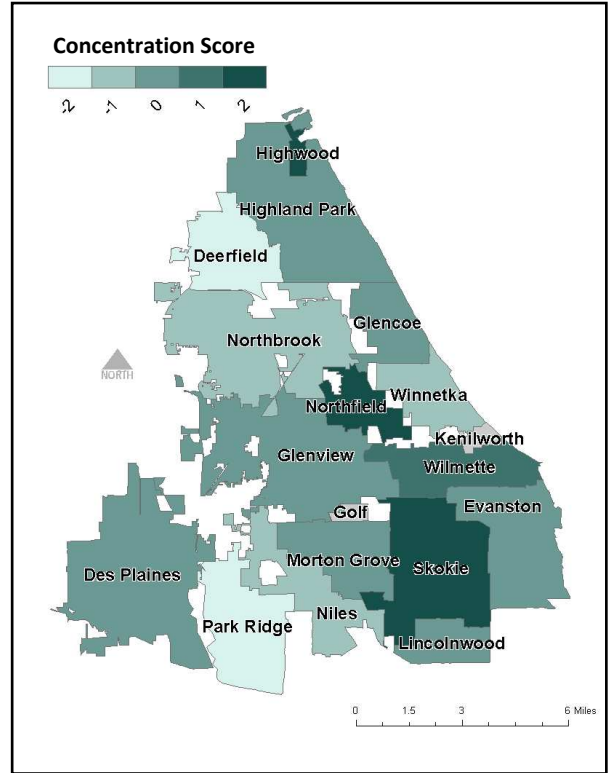 Concentration Score
-2 -1 0 1 2
Highwood
Highland Park
Deerfield
Glencoe
Northbrook
NORTH
Winnetka
Northfield
Kenilworth
Glenview
Wilmette
Evanston
Golf
Morton Grove
Skokie
Des Plaines
Niles
Park Ridge
Lincolnwood
0 1.5 3 6 Miles